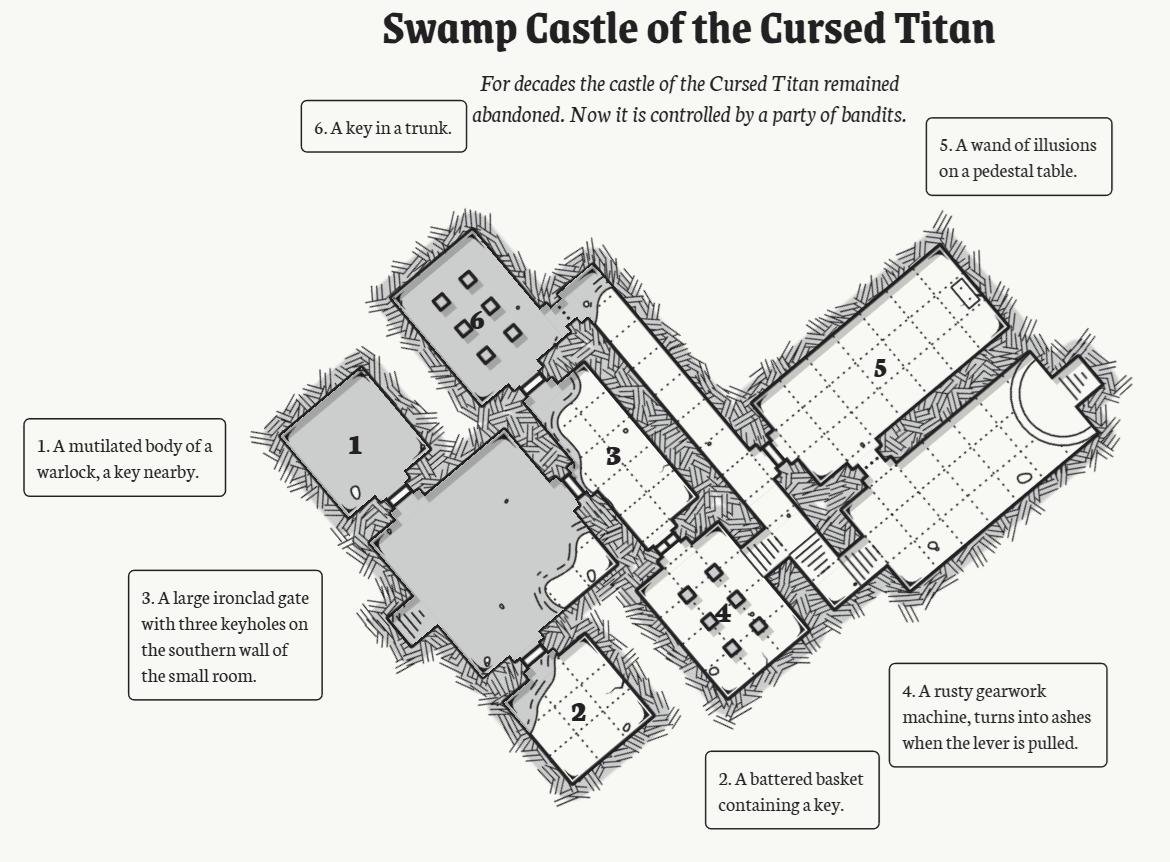 Swamp Castle of the Cursed Titan
For decades the castle of the Cursed Titan remained
abandoned. Now it is controlled by a party of bandits.
6. A key in a trunk.
5. A wand of illusions
on a pedestal table.
6
5
1
3
1. A mutilated body of a
warlock, a key nearby.
3. A large ironclad gate
with three keyholes on
the southern wall of
the small room.
4
2
4. A rusty gearwork
machine, turns into ashes
when the lever is pulled.
2. A battered basket
containing a key.